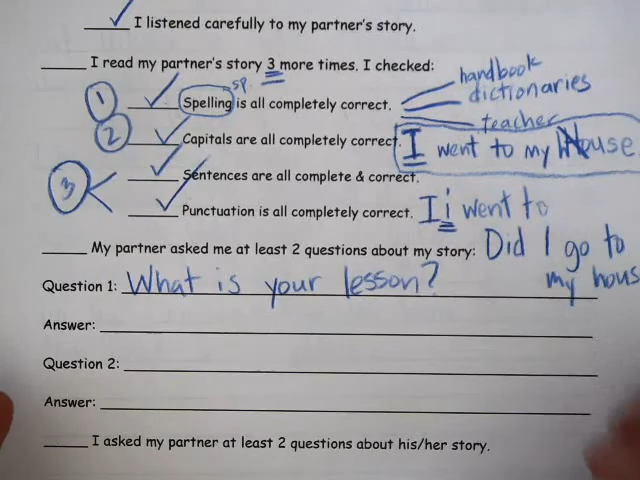 ✓ I listened carefully to my partner's story.
I read my partner's story 3 more times. I checked:
handbook
sp.
1 ✓ Spelling is all completely correct.
dictionaries
teacher
2 ✓ Capitals are all completely correct.
I went to my House
3 ✓ Sentences are all complete & correct.
✓ Punctuation is all completely correct. I i went to
My partner asked me at least 2 questions about my story: Did I go to
my hous
Question 1: What is your lesson?
Answer:
Question 2:
Answer:
I asked my partner at least 2 questions about his/her story.